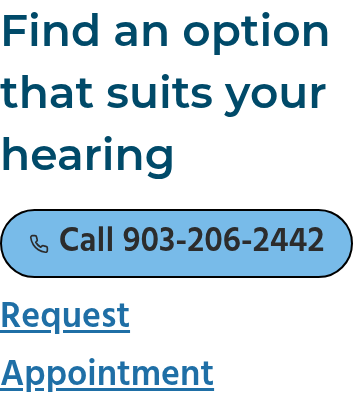 Find an option
that suits your
hearing
Call 903-206-2442
Request
Appointment